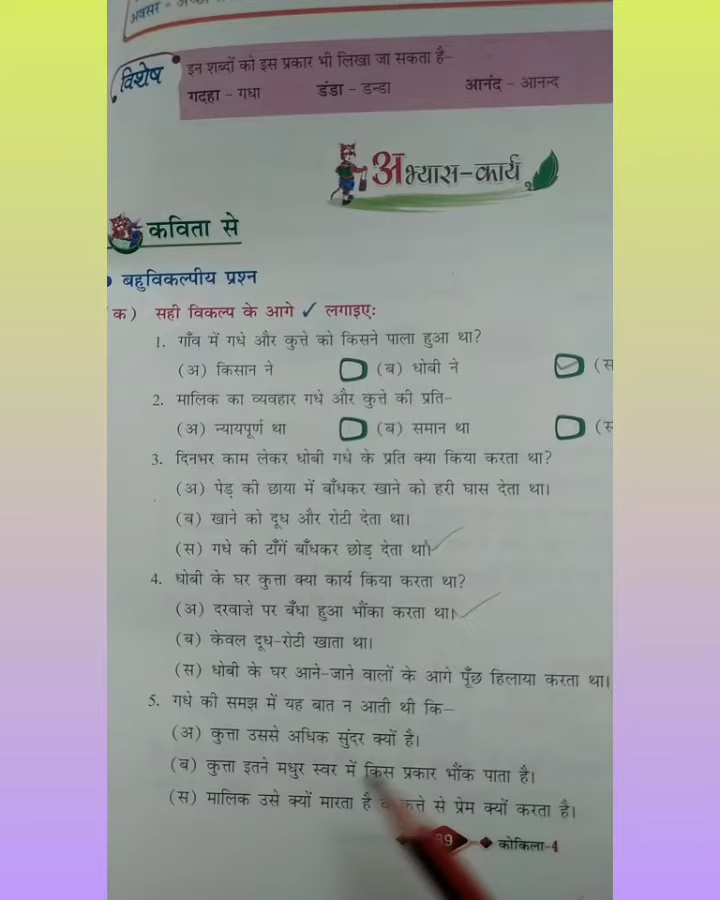 अवसर –
विशेष
इन शब्दों को इस प्रकार भी लिखा जा सकता है–
गदहा – गधा डंडा – डन्डा आनंद – आनन्द
अभ्यास-कार्य
कविता से
बहुविकल्पीय प्रश्न
क) सही विकल्प के आगे ✓ लगाइए:
1. गाँव में गधे और कुत्ते को किसने पाला हुआ था?
(अ) किसान ने (ब) धोबी ने (स
2. मालिक का व्यवहार गधे और कुत्ते की प्रति–
(अ) न्यायपूर्ण था (ब) समान था (स
3. दिनभर काम लेकर धोबी गधे के प्रति क्या किया करता था?
(अ) पेड़ की छाया में बाँधकर खाने को हरी घास देता था।
(ब) खाने को दूध और रोटी देता था।
(स) गधे की टाँगें बाँधकर छोड़ देता था।
4. धोबी के घर कुत्ता क्या कार्य किया करता था?
(अ) दरवाज़े पर बँधा हुआ भौंका करता था।
(ब) केवल दूध-रोटी खाता था।
(स) धोबी के घर आने-जाने वालों के आगे पूँछ हिलाया करता था।
5. गधे की समझ में यह बात न आती थी कि–
(अ) कुत्ता उससे अधिक सुंदर क्यों है।
(ब) कुत्ता इतने मधुर स्वर में किस प्रकार भौंक पाता है।
(स) मालिक उसे क्यों मारता है कुत्ते से प्रेम क्यों करता है।
39 कोकिला-4